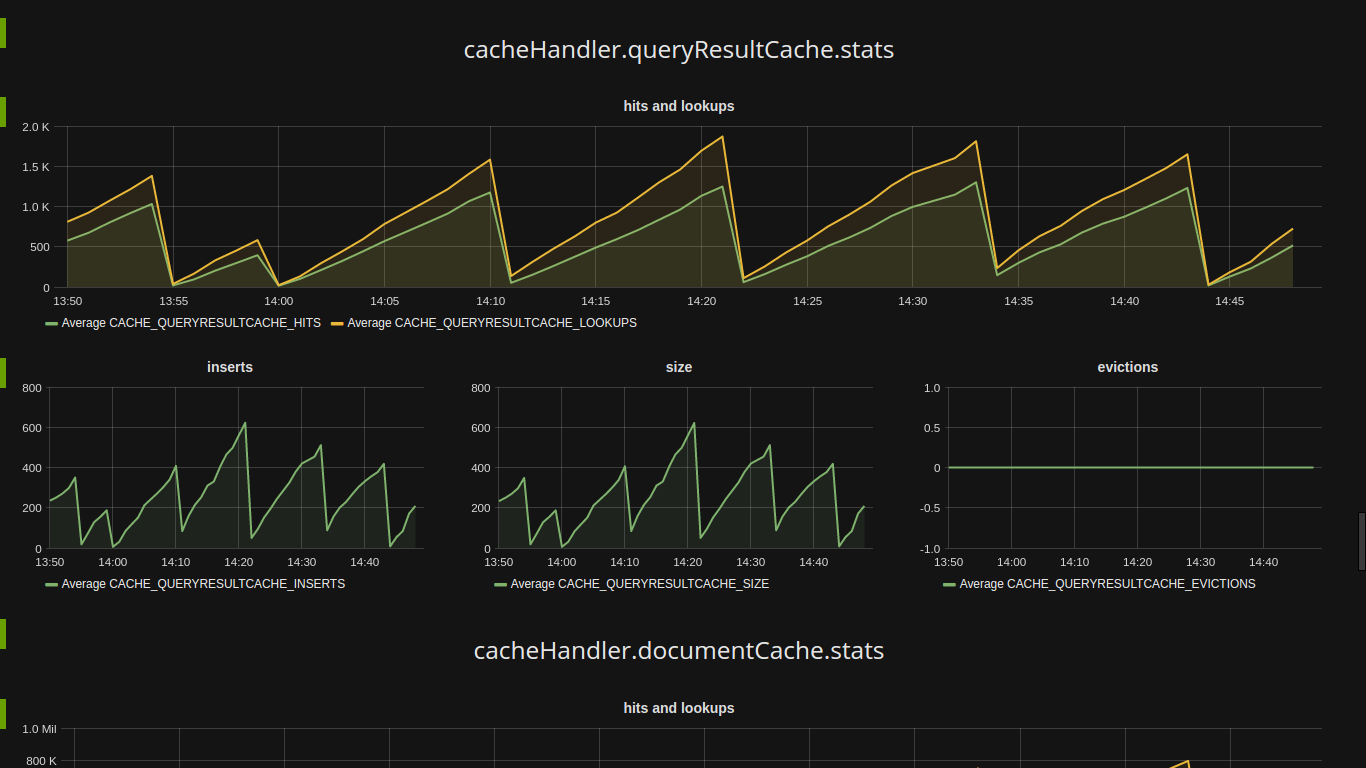 cacheHandler.queryResultCache.stats
hits and lookups
2.0 K
1.5 K
1.0 K
500
0
13:50 13:55 14:00 14:05 14:10 14:15 14:20 14:25 14:30 14:35 14:40 14:45
Average CACHE_QUERYRESULTCACHE_HITS Average CACHE_QUERYRESULTCACHE_LOOKUPS
inserts
800
600
400
200
0
13:50 14:00 14:10 14:20 14:30 14:40
Average CACHE_QUERYRESULTCACHE_INSERTS
size
800
600
400
200
0
13:50 14:00 14:10 14:20 14:30 14:40
Average CACHE_QUERYRESULTCACHE_SIZE
evictions
1.0
0.5
0
-0.5
-1.0
13:50 14:00 14:10 14:20 14:30 14:40
Average CACHE_QUERYRESULTCACHE_EVICTIONS
cacheHandler.documentCache.stats
hits and lookups
1.0 Mil
800 K